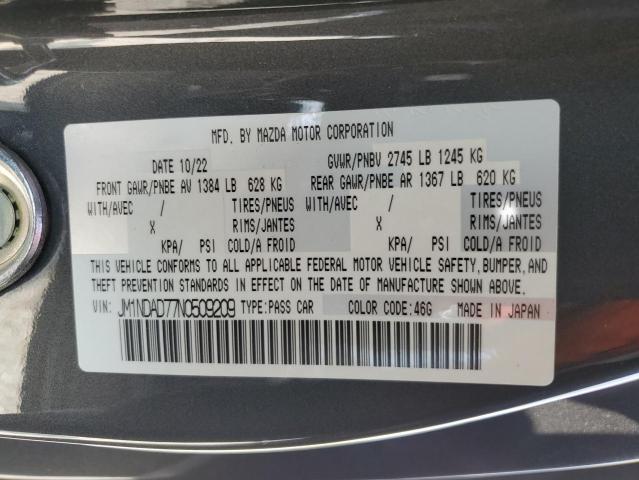 MFD. BY MAZDA MOTOR CORPORATION
DATE 10/22 GVWR/PNBV 2745 LB 1245 KG
FRONT GAWR/PNBE AV 1384 LB 628 KG REAR GAWR/PNBE AR 1367 LB 620 KG
WITH/AVEC / TIRES/PNEUS WITH/AVEC / TIRES/PNEUS
X RIMS/JANTES X RIMS/JANTES
KPA/ PSI COLD/A FROID KPA/ PSI COLD/A FROID
THIS VEHICLE CONFORMS TO ALL APPLICABLE FEDERAL MOTOR VEHICLE SAFETY, BUMPER, AND
THEFT PREVENTION STANDARDS IN EFFECT ON THE DATE OF MANUFACTURE SHOWN ABOVE.
VIN: JM1NDAD77N0509209 TYPE:PASS CAR COLOR CODE:46G MADE IN JAPAN